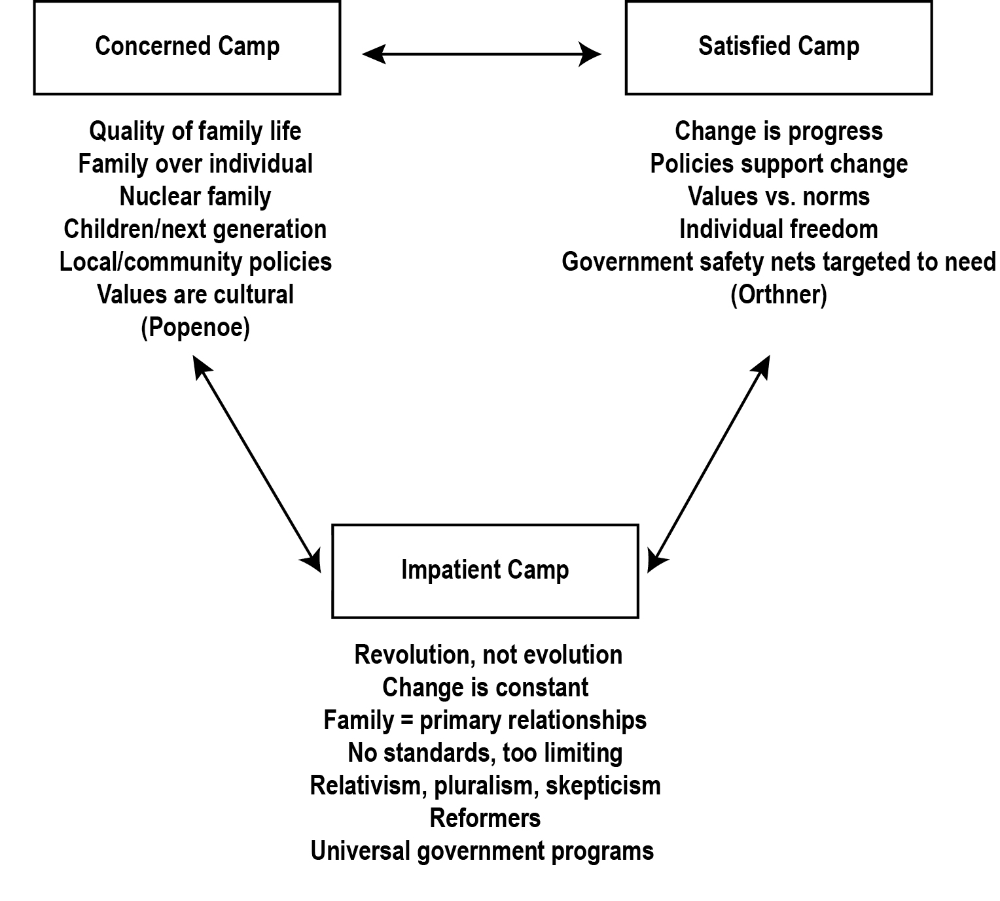 Concerned Camp
Quality of family life
Family over individual
Nuclear family
Children/next generation
Local/community policies
Values are cultural
(Popenoe)
Satisfied Camp
Change is progress
Policies support change
Values vs. norms
Individual freedom
Government safety nets targeted to need
(Orthner)
Impatient Camp
Revolution, not evolution
Change is constant
Family = primary relationships
No standards, too limiting
Relativism, pluralism, skepticism
Reformers
Universal government programs